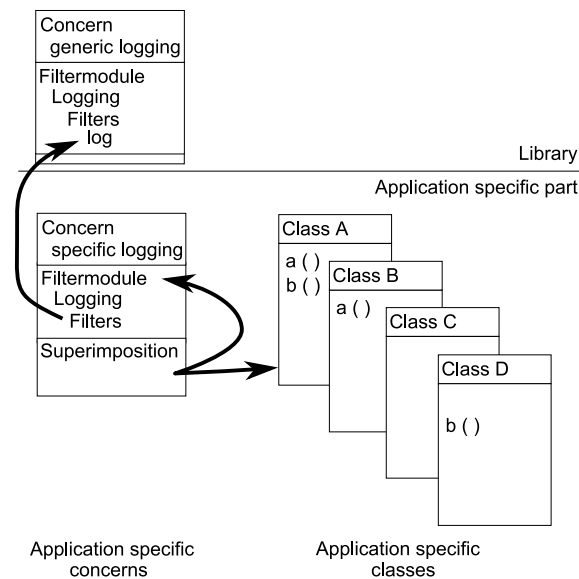 Concern
generic logging
Filtermodule
Logging
Filters
log
Library
Application specific part
Concern
specific logging
Filtermodule
Logging
Filters
Superimposition
Class A
a ( )
b ( )
Class B
a ( )
Class C
Class D
b ( )
Application specific
concerns
Application specific
classes